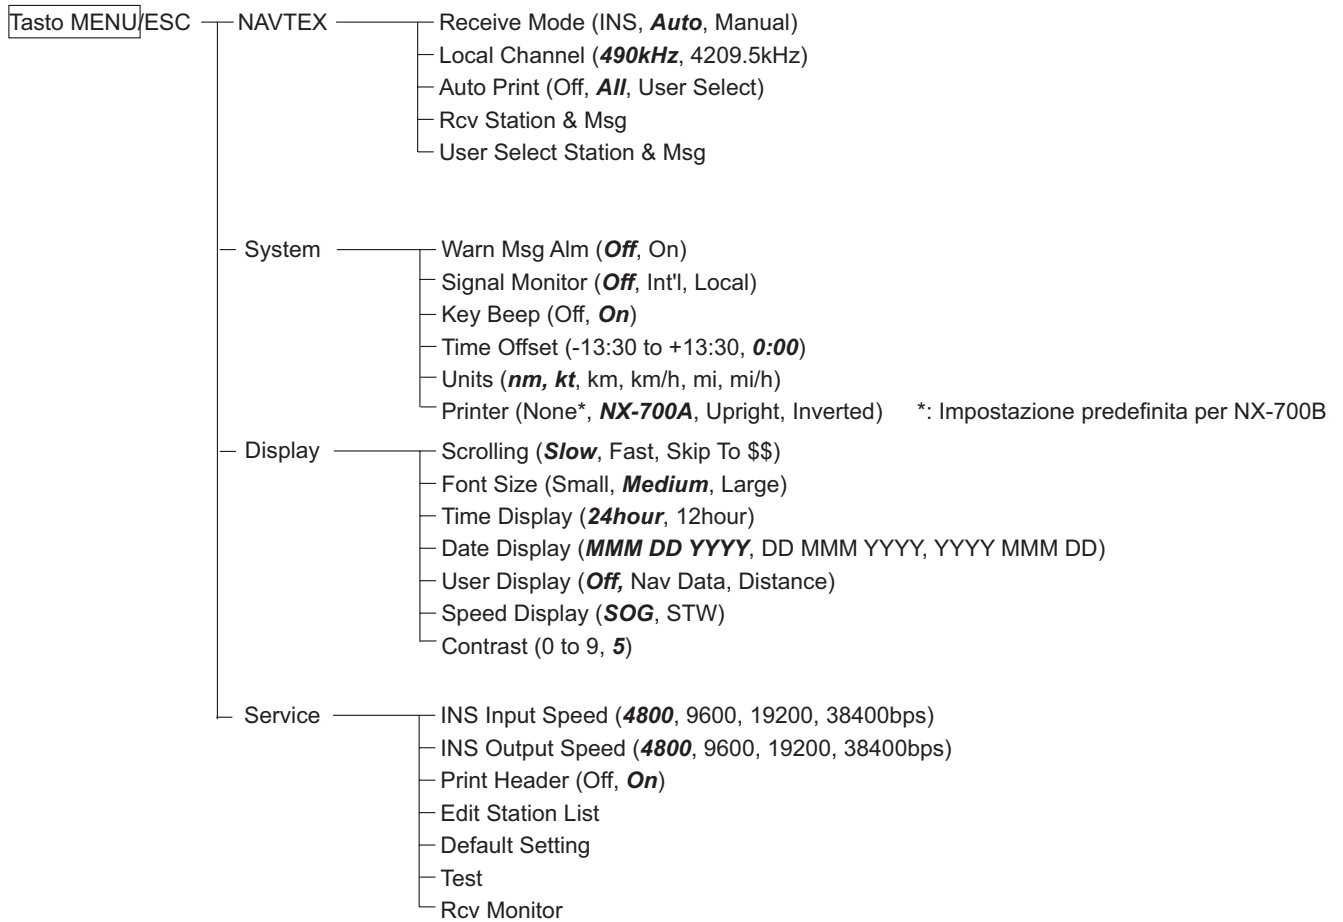 Tasto MENU/ESC
NAVTEX
Receive Mode (INS, Auto, Manual)
Local Channel (490kHz, 4209.5kHz)
Auto Print (Off, All, User Select)
Rcv Station & Msg
User Select Station & Msg
System
Warn Msg Alm (Off, On)
Signal Monitor (Off, Int'l, Local)
Key Beep (Off, On)
Time Offset (-13:30 to +13:30, 0:00)
Units (nm, kt, km, km/h, mi, mi/h)
Printer (None*, NX-700A, Upright, Inverted) *: Impostazione predefinita per NX-700B
Display
Scrolling (Slow, Fast, Skip To $$)
Font Size (Small, Medium, Large)
Time Display (24hour, 12hour)
Date Display (MMM DD YYYY, DD MMM YYYY, YYYY MMM DD)
User Display (Off, Nav Data, Distance)
Speed Display (SOG, STW)
Contrast (0 to 9, 5)
Service
INS Input Speed (4800, 9600, 19200, 38400bps)
INS Output Speed (4800, 9600, 19200, 38400bps)
Print Header (Off, On)
Edit Station List
Default Setting
Test
Rcv Monitor